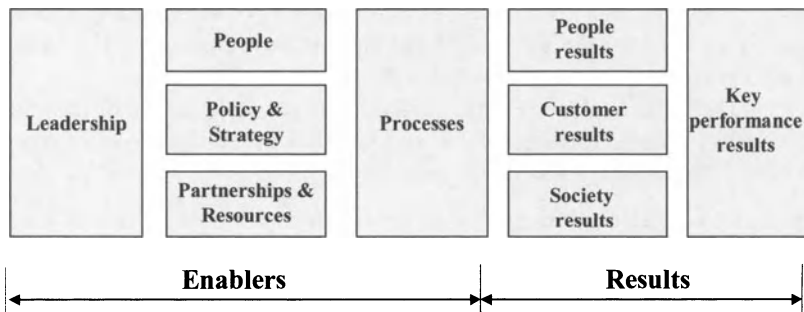 Leadership
People
Policy &
Strategy
Partnerships &
Resources
Processes
People
results
Customer
results
Society
results
Key
performance
results
Enablers
Results